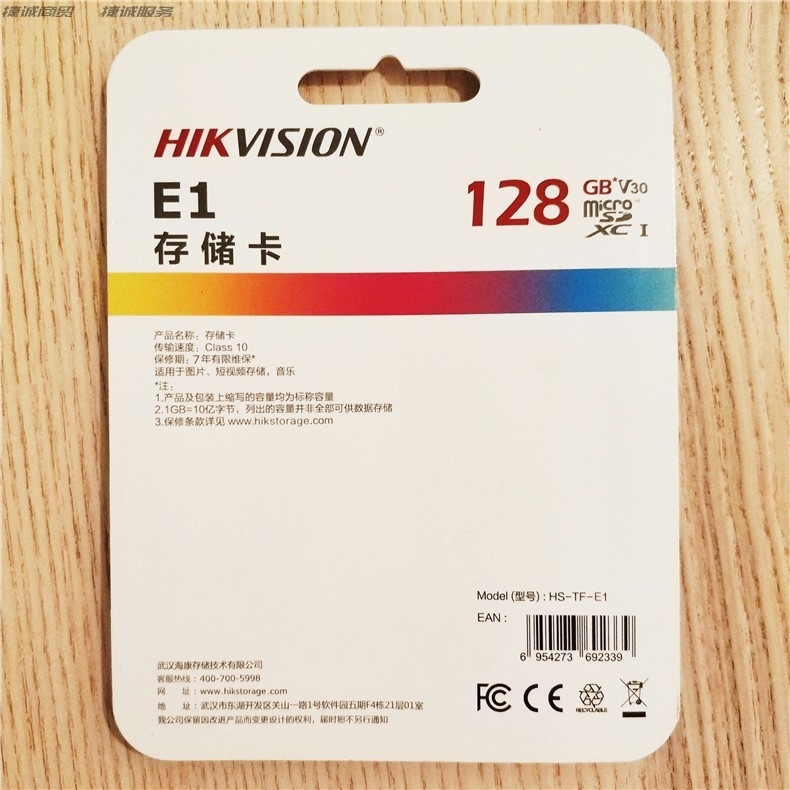 捷诚商贸 捷诚服务
HIKVISION®
E1
存储卡
128 GB* V30
micro SD XC I
产品名称：存储卡
传输速度：Class 10
保修期：7年有限维保*
适用于图片、短视频存储，音乐
*注：
1.产品及包装上缩写的容量均为标称容量
2.1GB=10亿字节，列出的容量并非全部可供数据存储
3.保修条款详见 www.hikstorage.com
Model (型号)：HS-TF-E1
EAN：
6 954273 692339
武汉海康存储技术有限公司
客服热线：400-700-5998
网 址：www.hikstorage.com
地 址：武汉市东湖开发区关山一路1号软件园五期F4栋21层01室
我公司保留因改进产品而变更设计的权利，届时恕不另行通知
FC CE
RECYCLABLE